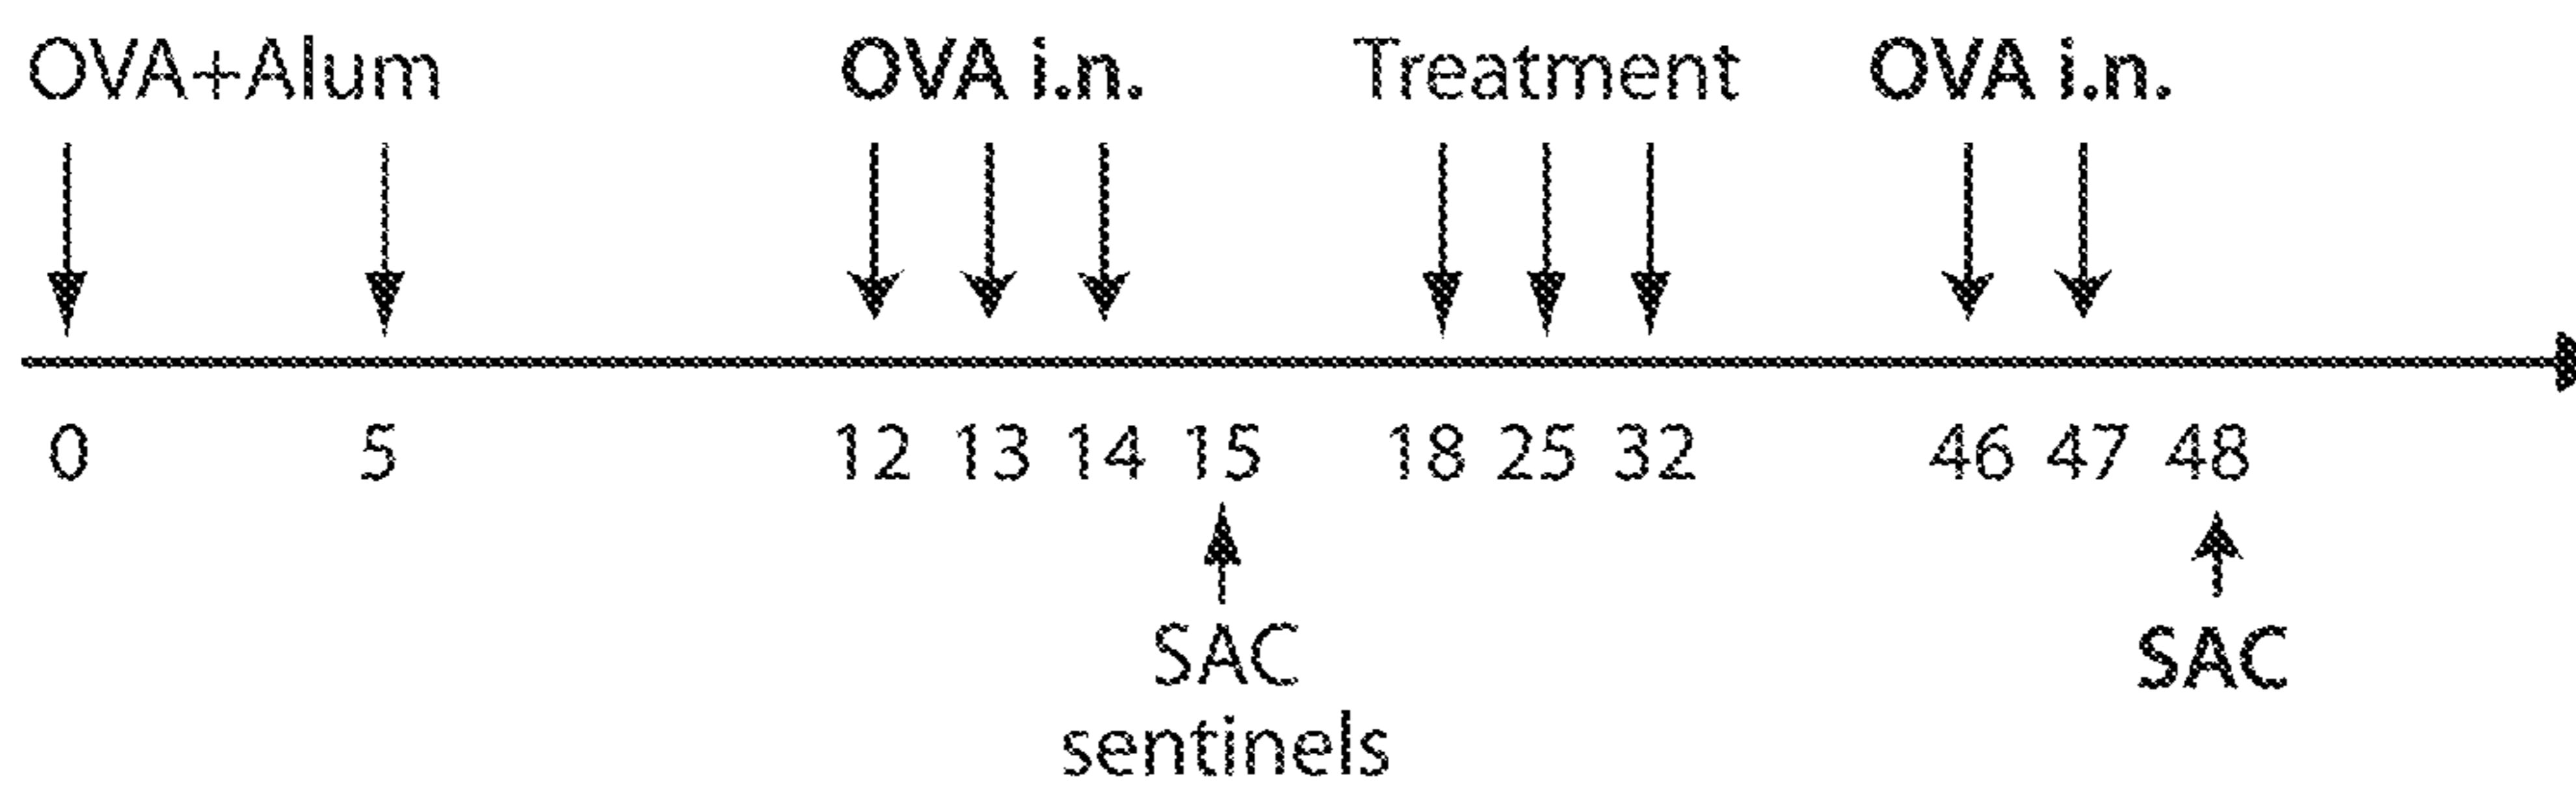 OVA+Alum OVA i.n. Treatment OVA i.n.
0 5 12 13 14 15 18 25 32 46 47 48
SAC SAC
sentinels